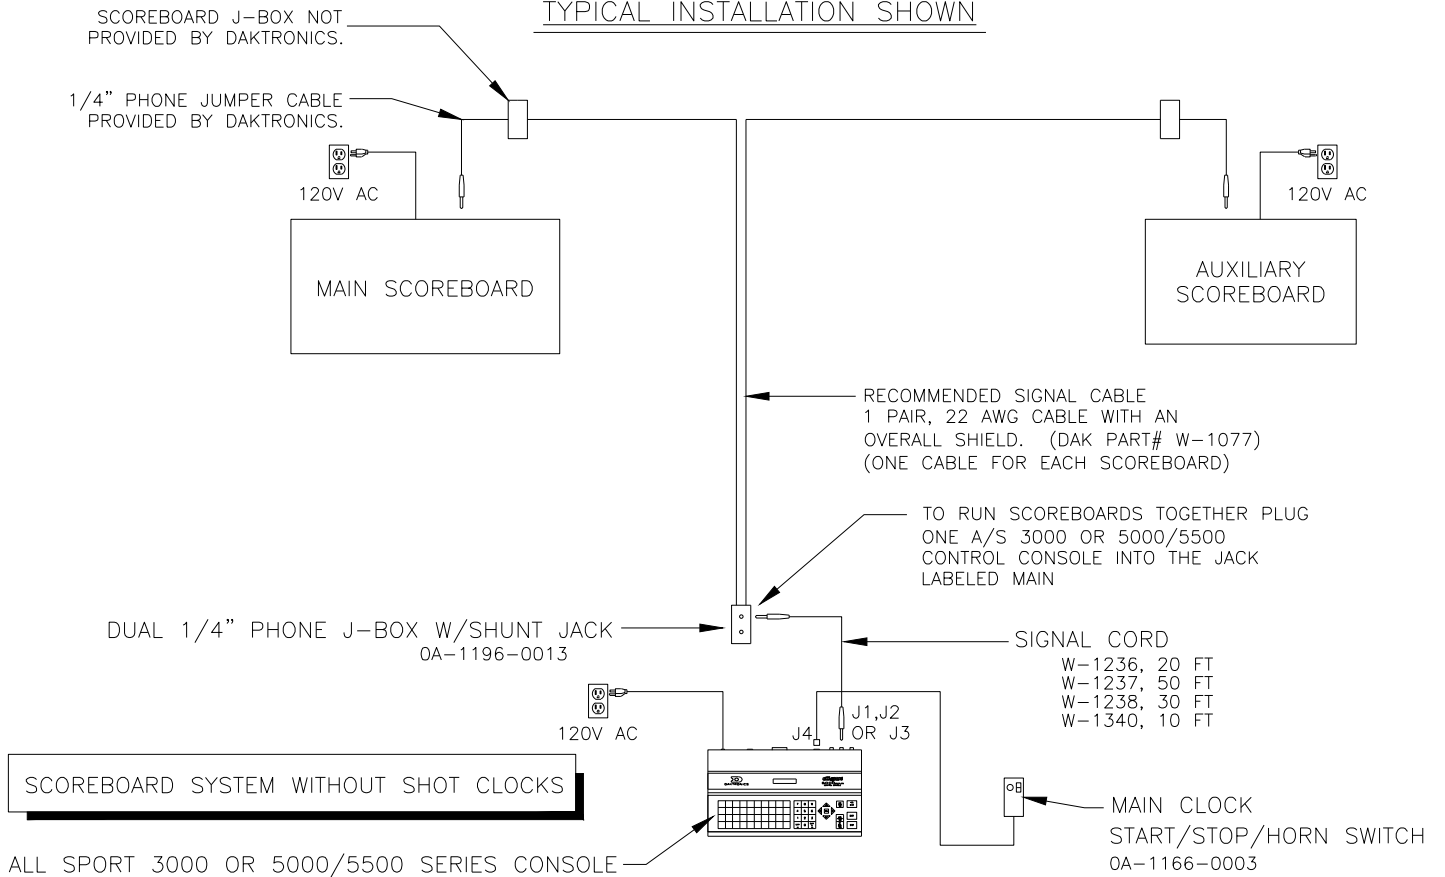 TYPICAL INSTALLATION SHOWN
SCOREBOARD J-BOX NOT
PROVIDED BY DAKTRONICS.
1/4" PHONE JUMPER CABLE
PROVIDED BY DAKTRONICS.
120V AC
120V AC
MAIN SCOREBOARD
AUXILIARY
SCOREBOARD
RECOMMENDED SIGNAL CABLE
1 PAIR, 22 AWG CABLE WITH AN
OVERALL SHIELD. (DAK PART# W-1077)
(ONE CABLE FOR EACH SCOREBOARD)
TO RUN SCOREBOARDS TOGETHER PLUG
ONE A/S 3000 OR 5000/5500
CONTROL CONSOLE INTO THE JACK
LABELED MAIN
DUAL 1/4" PHONE J-BOX W/SHUNT JACK
0A-1196-0013
SIGNAL CORD
W-1236, 20 FT
W-1237, 50 FT
W-1238, 30 FT
W-1340, 10 FT
120V AC
J4
J1,J2
OR J3
SCOREBOARD SYSTEM WITHOUT SHOT CLOCKS
DAKTRONICS
MAIN CLOCK
START/STOP/HORN SWITCH
0A-1166-0003
ALL SPORT 3000 OR 5000/5500 SERIES CONSOLE